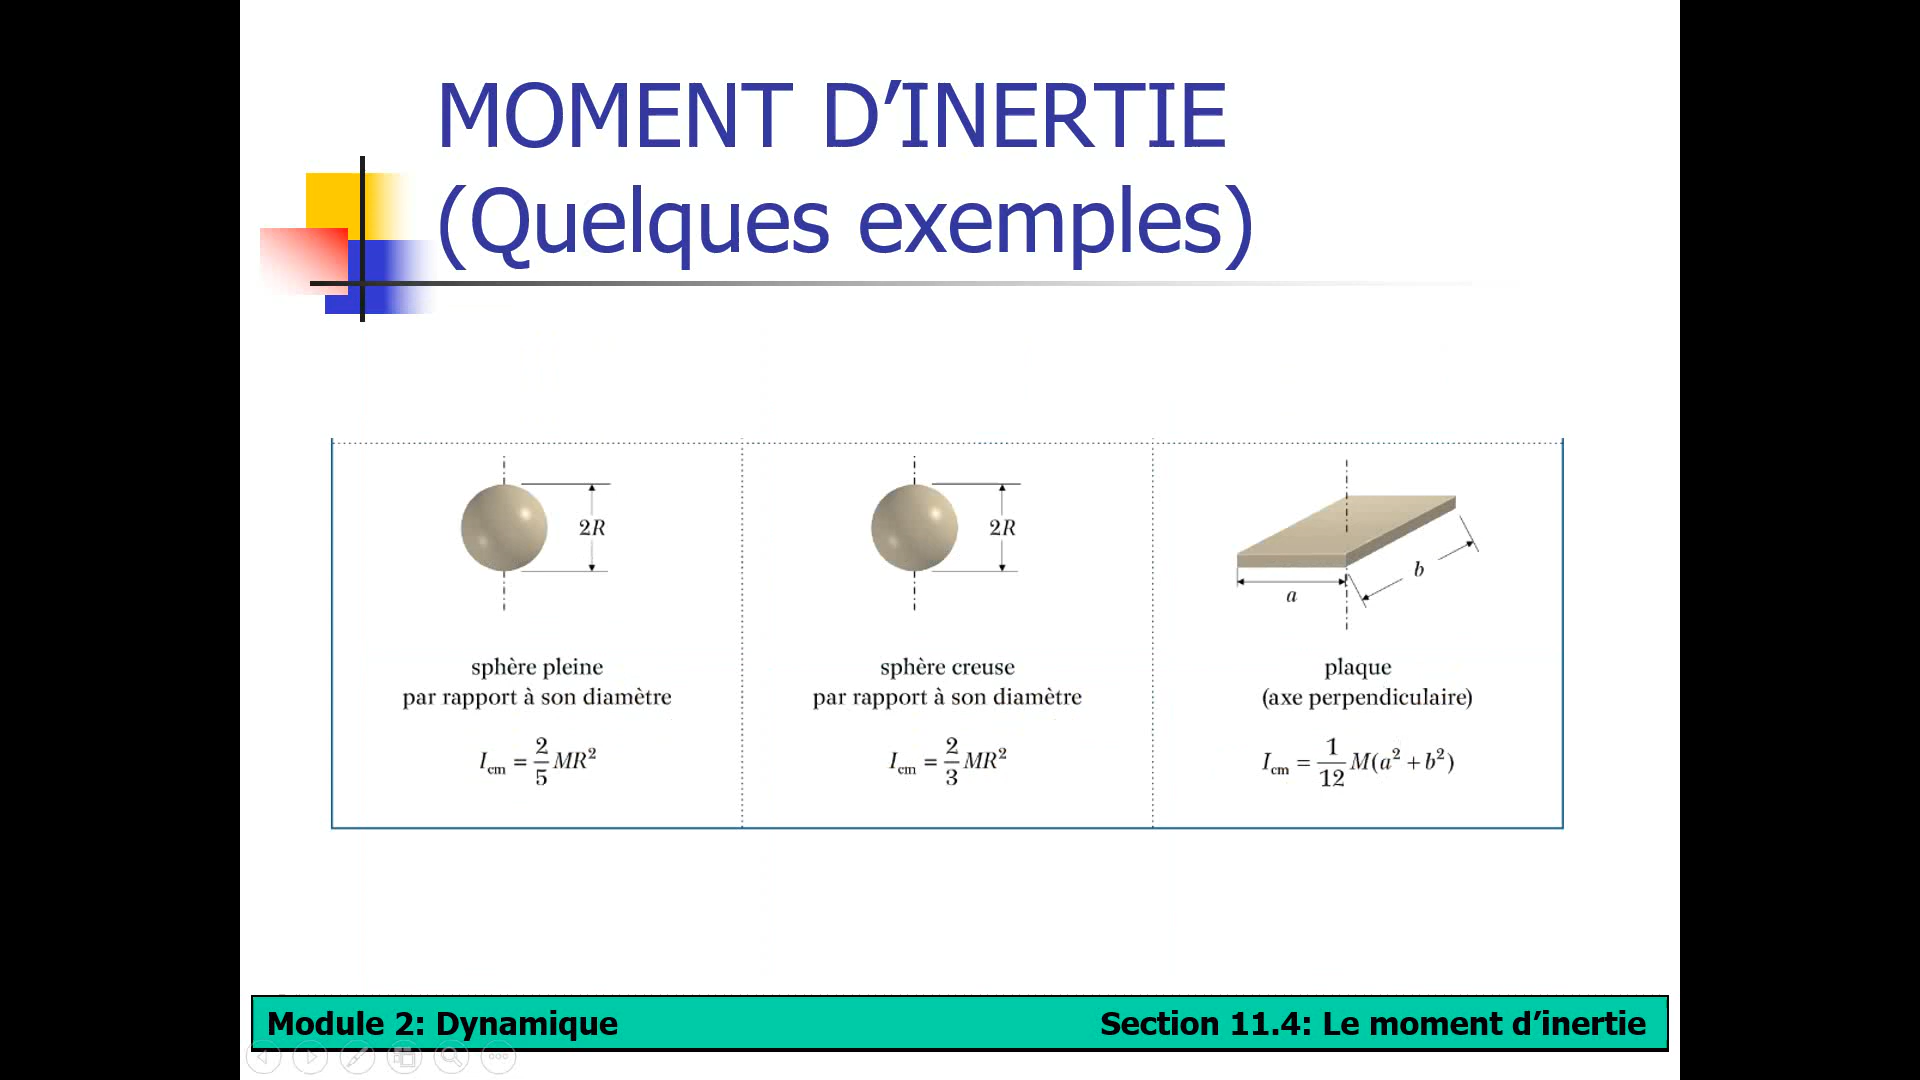 MOMENT D’INERTIE
(Quelques exemples)
2R
2R
a
b
sphère pleine
par rapport à son diamètre
I_cm = 2/5 MR²
sphère creuse
par rapport à son diamètre
I_cm = 2/3 MR²
plaque
(axe perpendiculaire)
I_cm = 1/12 M(a² + b²)
Module 2: Dynamique
Section 11.4: Le moment d’inertie